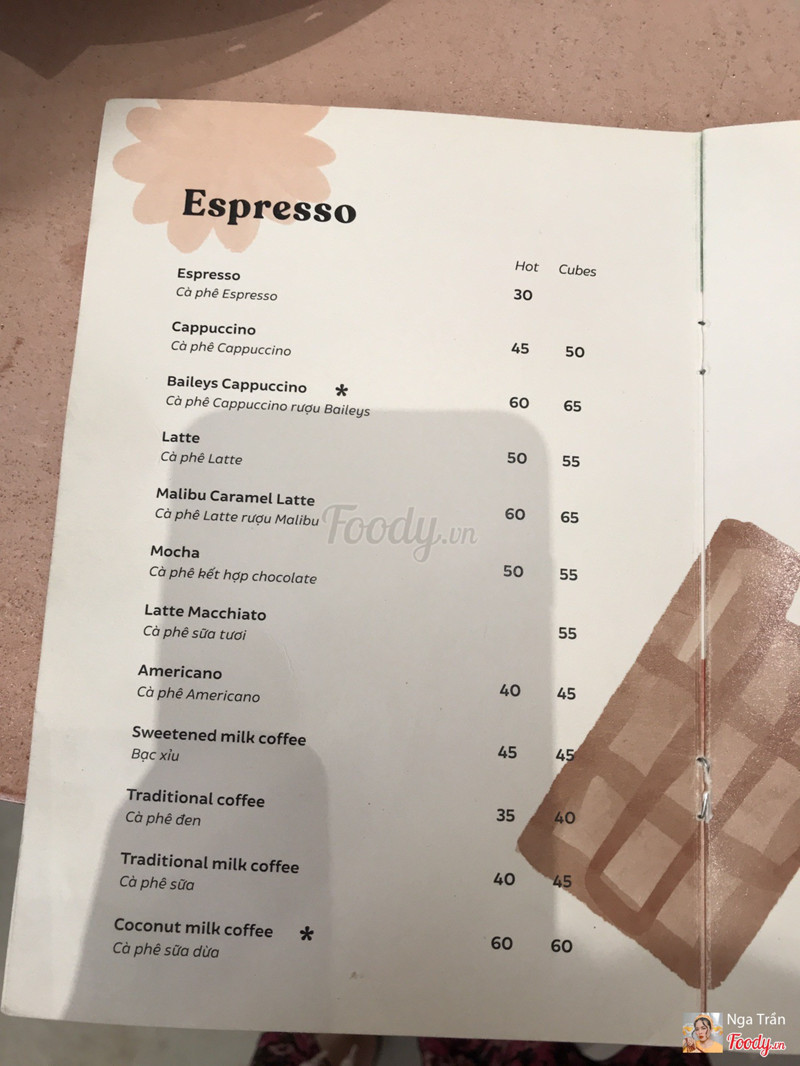 Espresso
Hot Cubes
Espresso
Cà phê Espresso
30
Cappuccino
Cà phê Cappuccino
45 50
Baileys Cappuccino *
Cà phê Cappuccino rượu Baileys
60 65
Latte
Cà phê Latte
50 55
Malibu Caramel Latte
Cà phê Latte rượu Malibu
60 65
Foody.vn
Mocha
Cà phê kết hợp chocolate
50 55
Latte Macchiato
Cà phê sữa tươi
55
Americano
Cà phê Americano
40 45
Sweetened milk coffee
Bạc xỉu
45 45
Traditional coffee
Cà phê đen
35 40
Traditional milk coffee
Cà phê sữa
40 45
Coconut milk coffee *
Cà phê sữa dừa
60 60
Nga Trần
Foody.vn